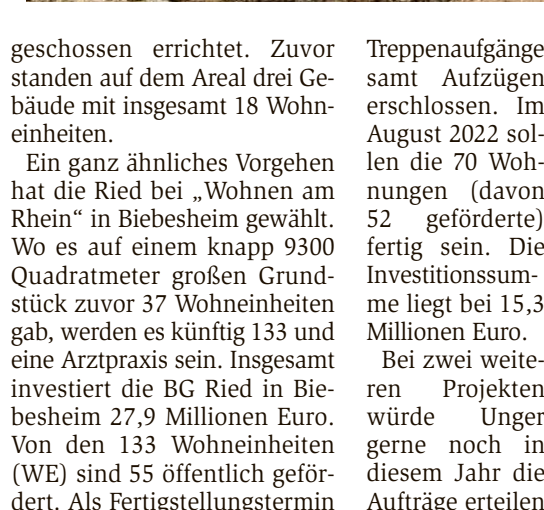 geschossen errichtet. Zuvor
standen auf dem Areal drei Ge-
bäude mit insgesamt 18 Wohn-
einheiten.
Ein ganz ähnliches Vorgehen
hat die Ried bei „Wohnen am
Rhein“ in Biebesheim gewählt.
Wo es auf einem knapp 9300
Quadratmeter großen Grund-
stück zuvor 37 Wohneinheiten
gab, werden es künftig 133 und
eine Arztpraxis sein. Insgesamt
investiert die BG Ried in Bie-
besheim 27,9 Millionen Euro.
Von den 133 Wohneinheiten
(WE) sind 55 öffentlich geför-
dert. Als Fertigstellungstermin
Treppenaufgänge
samt Aufzügen
erschlossen. Im
August 2022 sol-
len die 70 Woh-
nungen (davon
52 geförderte)
fertig sein. Die
Investitionssum-
me liegt bei 15,3
Millionen Euro.
Bei zwei weite-
ren Projekten
würde Unger
gerne noch in
diesem Jahr die
Aufträge erteilen